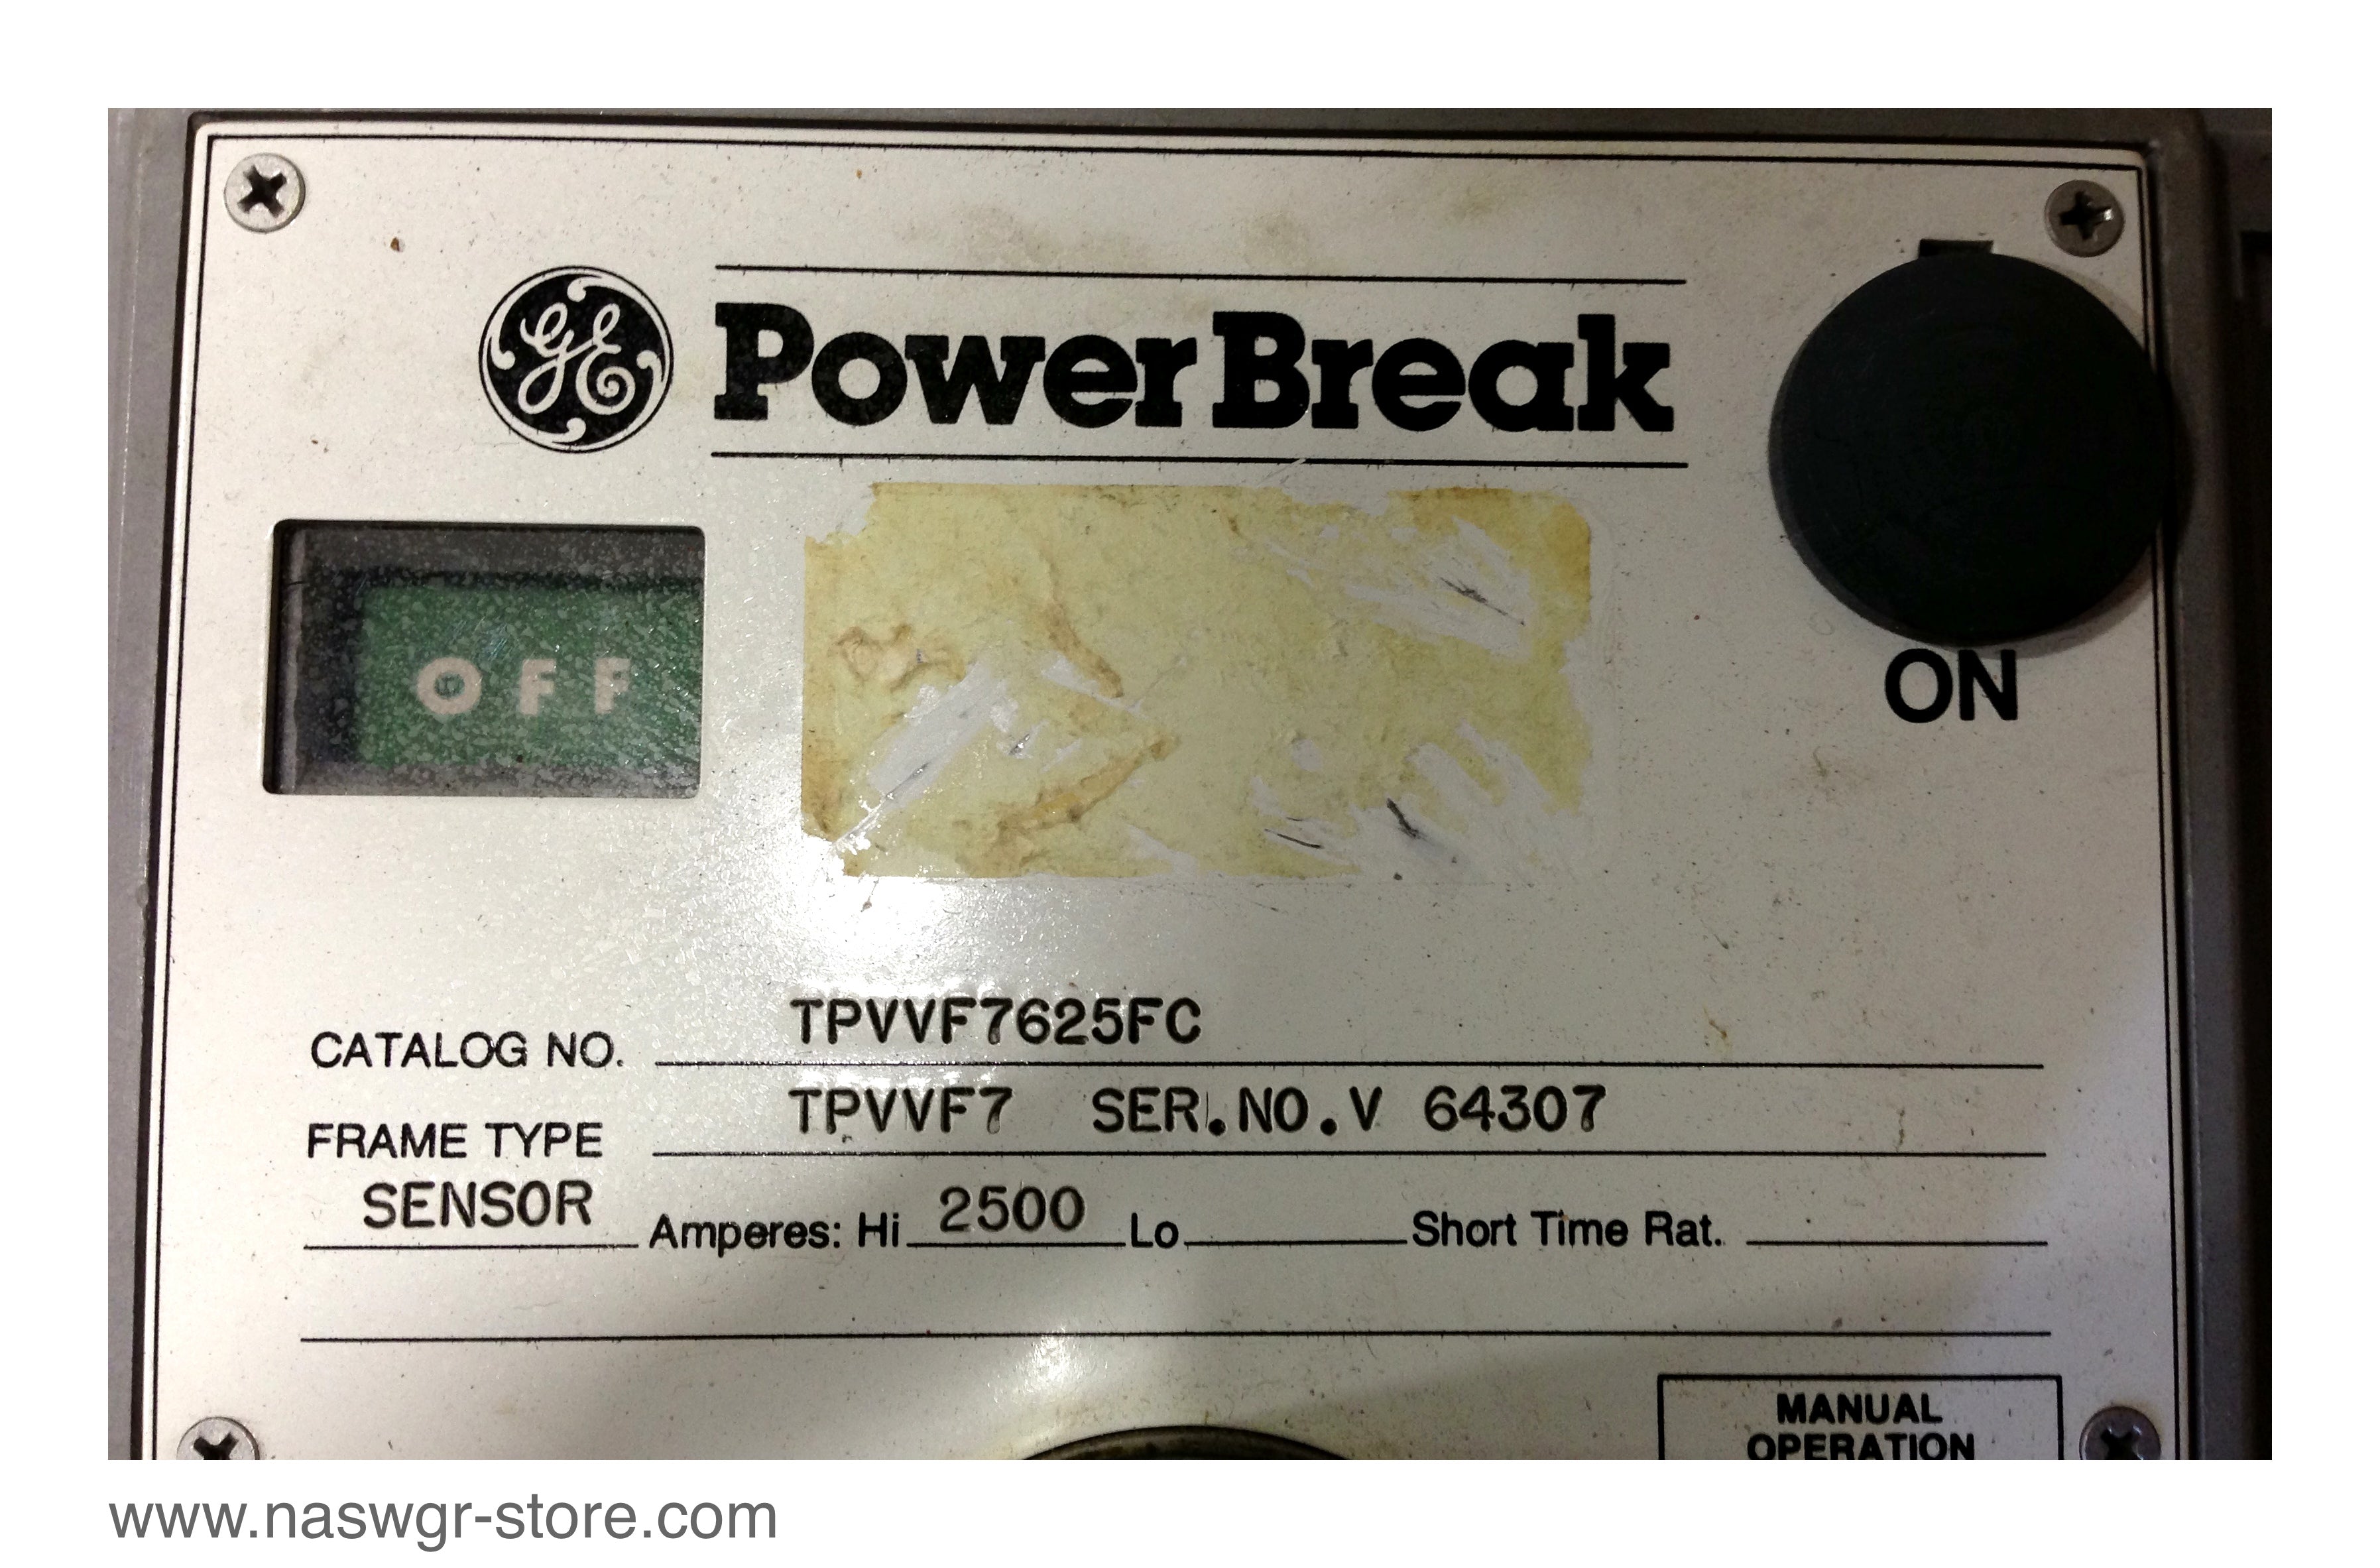 GE PowerBreak
OFF
ON
CATALOG NO. TPVVF7625FC
FRAME TYPE TPVVF7 SER.NO.V 64307
SENSOR Amperes: Hi 2500 Lo Short Time Rat.
MANUAL
OPERATION
www.naswgr-store.com